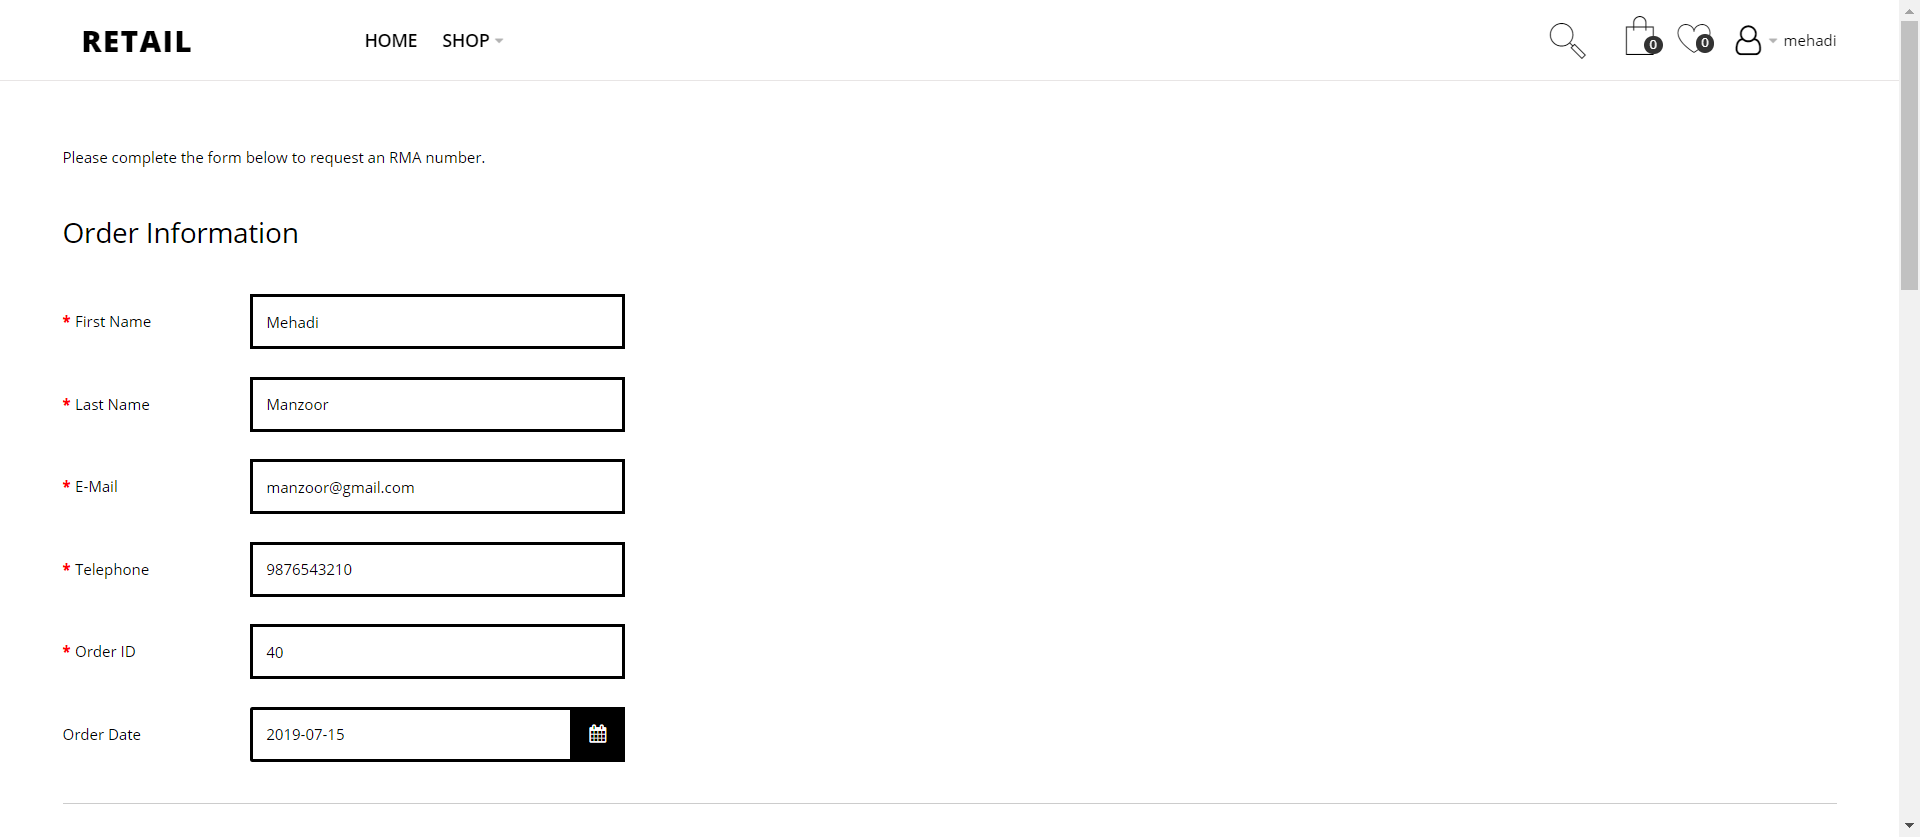 RETAIL HOME SHOP 0 0 mehadi
Please complete the form below to request an RMA number.
Order Information
* First Name Mehadi
* Last Name Manzoor
* E-Mail manzoor@gmail.com
* Telephone 9876543210
* Order ID 40
Order Date 2019-07-15